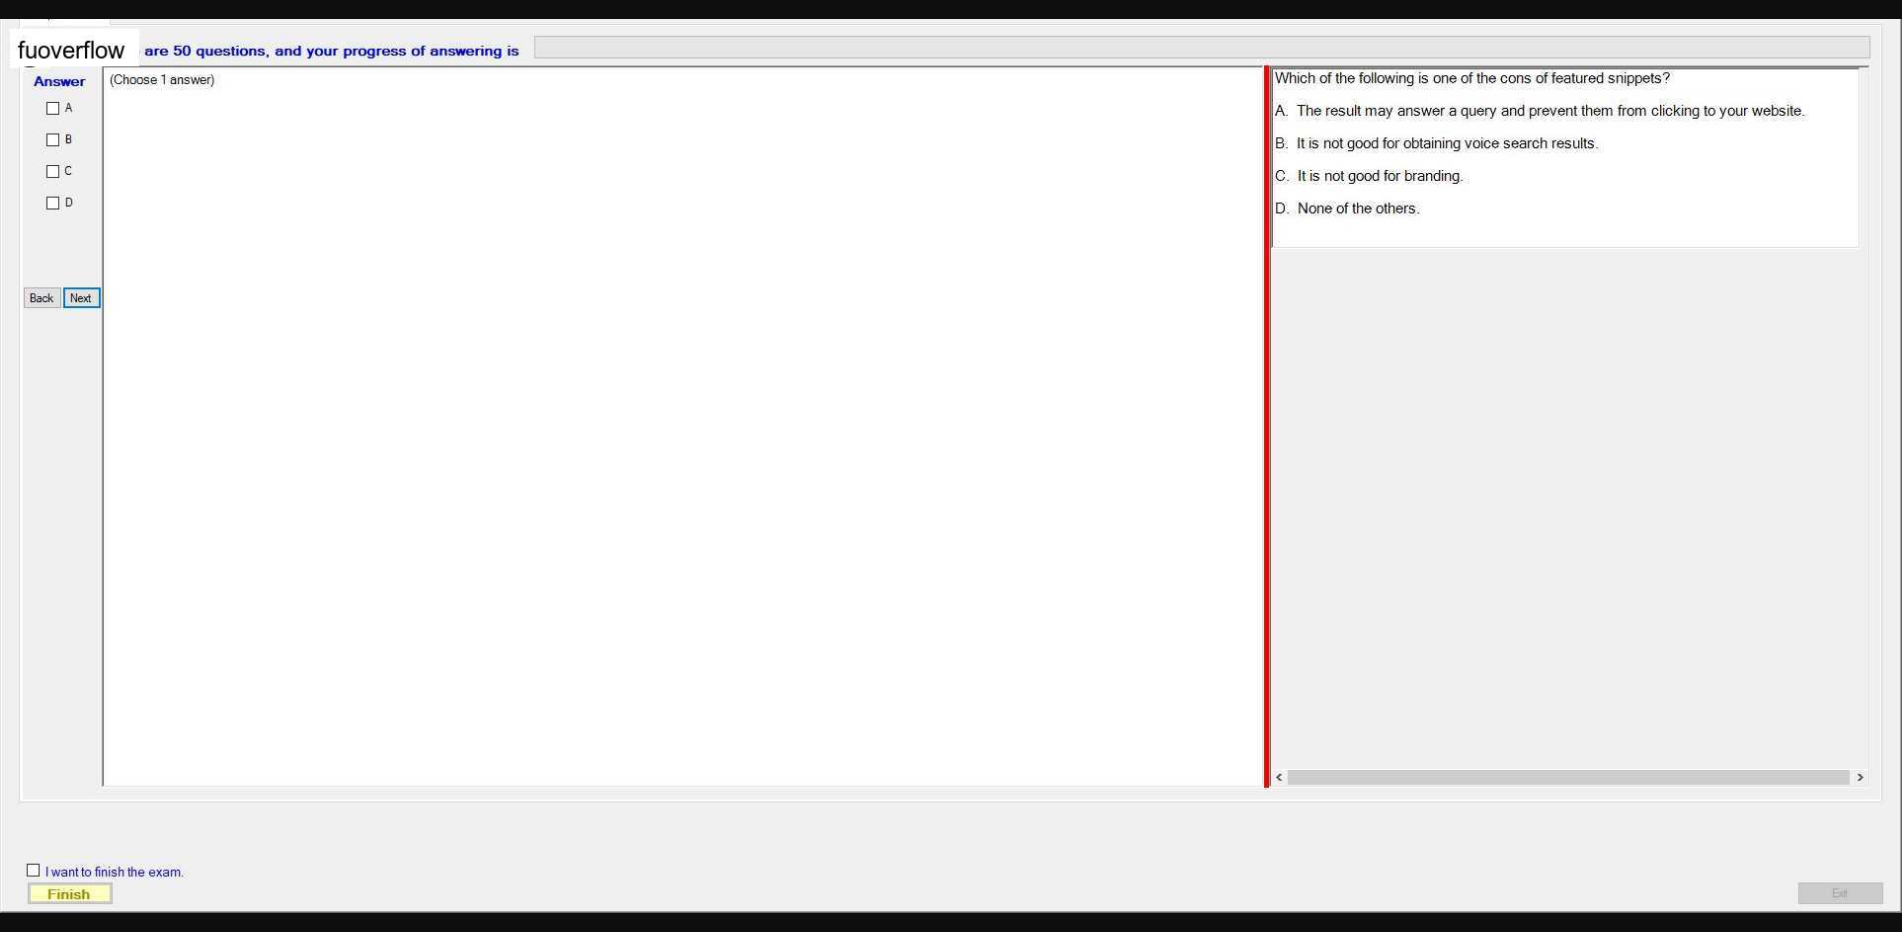 fuoverflow are 50 questions, and your progress of answering is
Answer
(Choose 1 answer)
A
B
C
D
Back Next
Which of the following is one of the cons of featured snippets?
A. The result may answer a query and prevent them from clicking to your website.
B. It is not good for obtaining voice search results.
C. It is not good for branding.
D. None of the others.
I want to finish the exam.
Finish
Exit